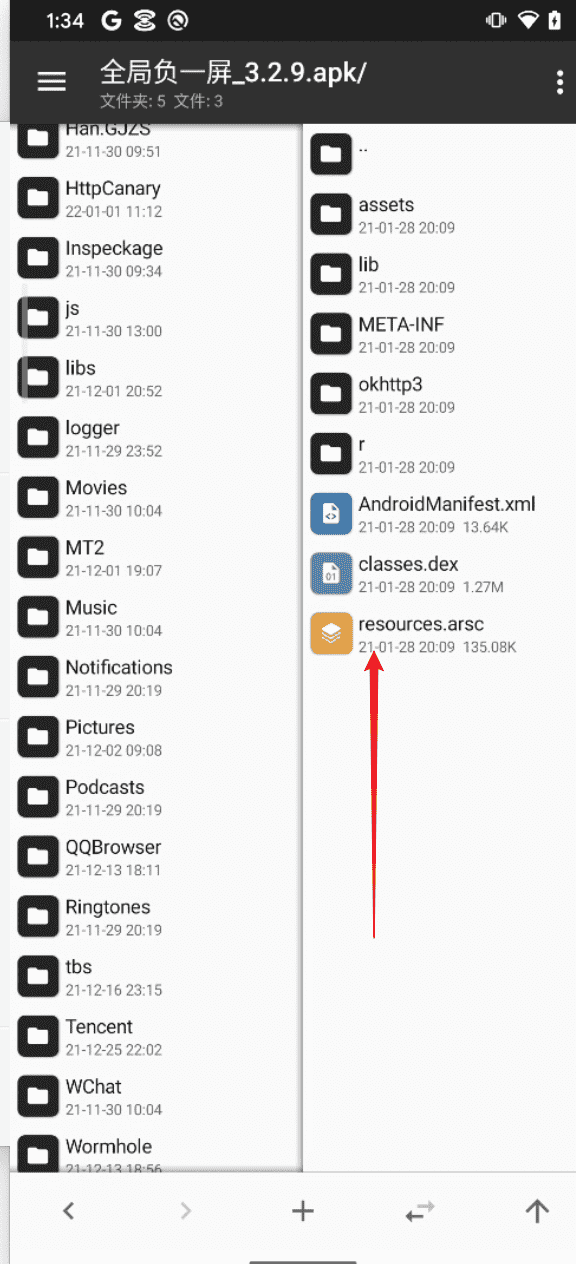 1:34
全局负一屏_3.2.9.apk/
文件夹: 5 文件: 3
Han.GJZS
21-11-30 09:51
HttpCanary
22-01-01 11:12
Inspeckage
21-11-30 09:34
js
21-11-30 13:00
libs
21-12-01 20:52
logger
21-11-29 23:52
Movies
21-11-30 10:04
MT2
21-12-01 19:07
Music
21-11-30 10:04
Notifications
21-11-29 20:19
Pictures
21-12-02 09:08
Podcasts
21-11-29 20:19
QQBrowser
21-12-13 18:11
Ringtones
21-11-29 20:19
tbs
21-12-16 23:15
Tencent
21-12-25 22:02
WChat
21-11-30 10:04
Wormhole
21-12-13 18:56
..
assets
21-01-28 20:09
lib
21-01-28 20:09
META-INF
21-01-28 20:09
okhttp3
21-01-28 20:09
r
21-01-28 20:09
AndroidManifest.xml
21-01-28 20:09 13.64K
classes.dex
21-01-28 20:09 1.27M
resources.arsc
21-01-28 20:09 135.08K